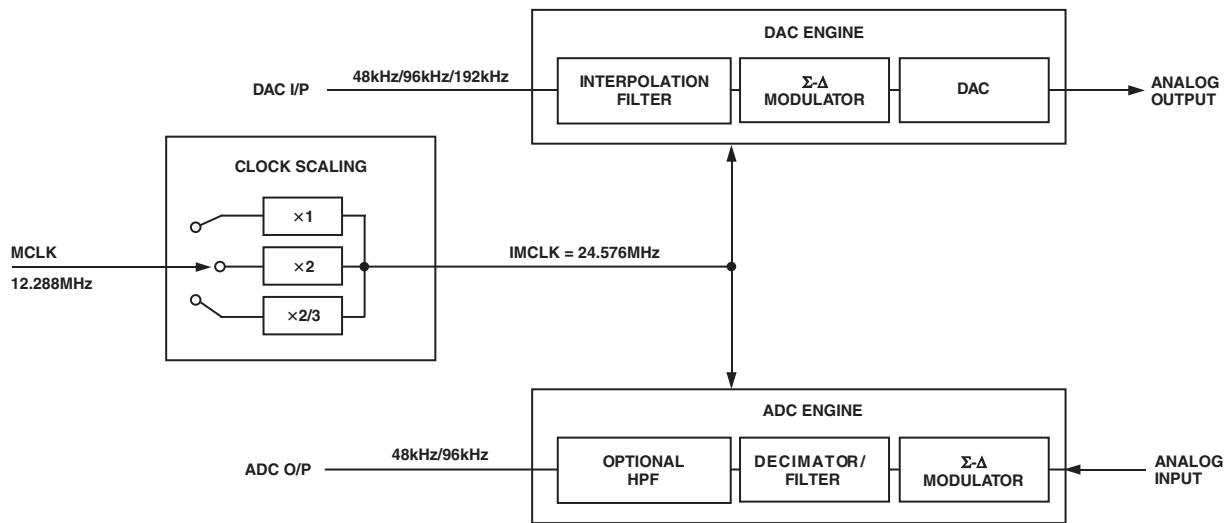 DAC ENGINE
48kHz/96kHz/192kHz
DAC I/P
INTERPOLATION
FILTER
Σ-Δ
MODULATOR
DAC
ANALOG
OUTPUT
CLOCK SCALING
×1
MCLK
12.288MHz
×2
IMCLK = 24.576MHz
×2/3
ADC ENGINE
48kHz/96kHz
ADC O/P
OPTIONAL
HPF
DECIMATOR/
FILTER
Σ-Δ
MODULATOR
ANALOG
INPUT